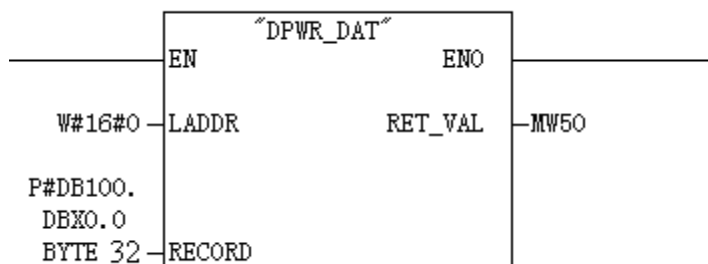 "DPWR_DAT"
EN ENO
W#16#0 LADDR RET_VAL MW50
P#DB100.
DBX0.0
BYTE 32 RECORD